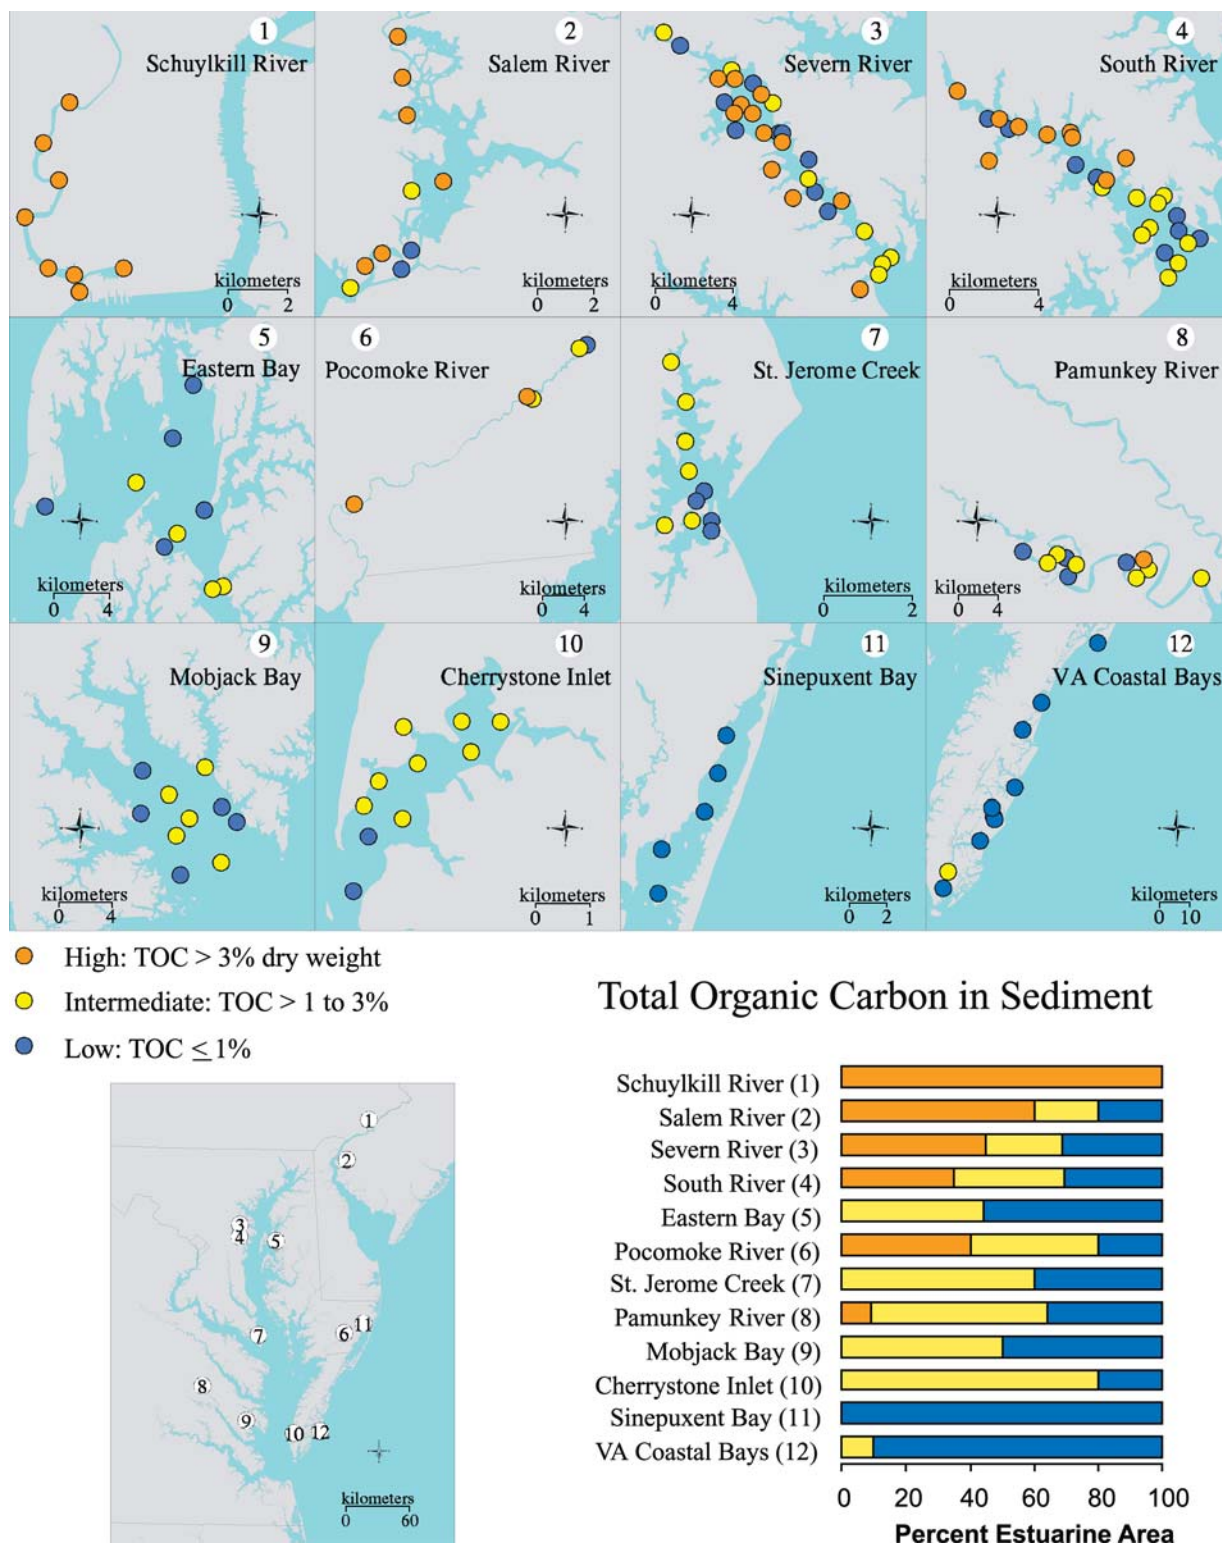 1
Schuylkill River
kilometers
0 2
2
Salem River
kilometers
0 2
3
Severn River
kilometers
0 4
4
South River
kilometers
0 4
5
Eastern Bay
kilometers
0 4
6
Pocomoke River
kilometers
0 4
7
St. Jerome Creek
kilometers
0 2
8
Pamunkey River
kilometers
0 4
9
Mobjack Bay
kilometers
0 4
10
Cherrystone Inlet
kilometers
0 1
11
Sinepuxent Bay
kilometers
0 2
12
VA Coastal Bays
kilometers
0 10
High: TOC > 3% dry weight
Intermediate: TOC > 1 to 3%
Low: TOC ≤ 1%
1
2
3
4
5
6
11
7
8
9
10
12
kilometers
0 60
Total Organic Carbon in Sediment
Schuylkill River (1)
Salem River (2)
Severn River (3)
South River (4)
Eastern Bay (5)
Pocomoke River (6)
St. Jerome Creek (7)
Pamunkey River (8)
Mobjack Bay (9)
Cherrystone Inlet (10)
Sinepuxent Bay (11)
VA Coastal Bays (12)
0 20 40 60 80 100
Percent Estuarine Area